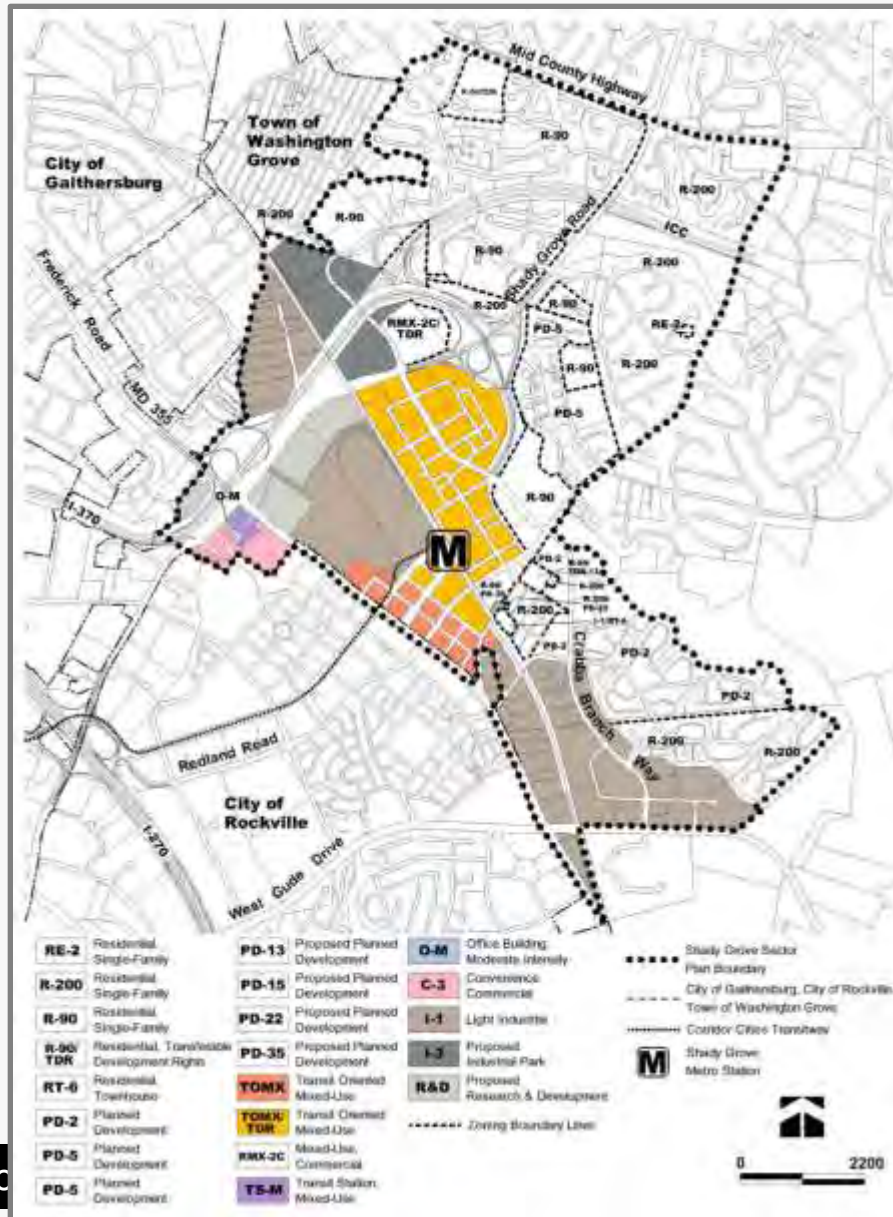 Mid County Highway
Town of
Washington
Grove
R-90
City of
Gaithersburg
R-200
R-200
R-90
Shady Grove Road
ICC
R-90
R-200
Frederick
Road
MD 355
R-200
R-90
PD-5
RE-2
RMX-2C/
TDR
R-90
R-200
PD-5
O-M
R-90
I-370
M
PD-2
R-200
PD-2
PD-2
Crabbs Branch Way
PD-2
R-200
R-200
Redland Road
City of
Rockville
I-270
West Gude Drive
RE-2 Residential Single-Family
R-200 Residential Single-Family
R-90 Residential Single-Family
R-90/TDR Residential, Transferable Development Rights
RT-6 Residential Townhouse
PD-2 Planned Development
PD-5 Planned Development
PD-5 Planned Development
PD-13 Proposed Planned Development
PD-15 Proposed Planned Development
PD-22 Proposed Planned Development
PD-35 Proposed Planned Development
TOMX Transit Oriented Mixed-Use
TOMX/TDR Transit Oriented Mixed-Use
RMX-2C Mixed-Use, Commercial
TS-M Transit Station, Mixed-Use
O-M Office Building, Moderate Intensity
C-3 Convenience Commercial
I-1 Light Industrial
I-3 Proposed Industrial Park
R&D Proposed Research & Development
Zoning Boundary Lines
Shady Grove Sector
Plan Boundary
City of Gaithersburg, City of Rockville
Town of Washington Grove
Corridor Cities Transitway
M Shady Grove
Metro Station
0 2200